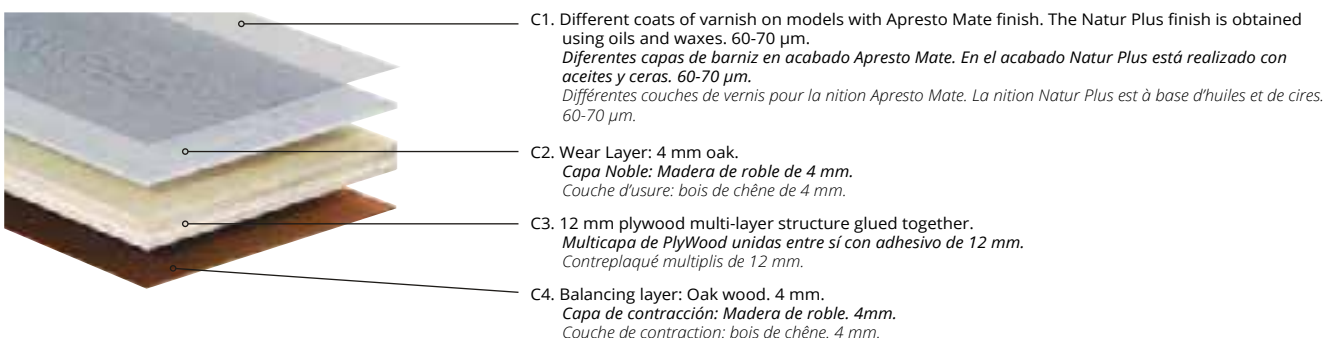 C1. Different coats of varnish on models with Apresto Mate finish. The Natur Plus finish is obtained
using oils and waxes. 60-70 µm.
Diferentes capas de barniz en acabado Apresto Mate. En el acabado Natur Plus está realizado con
aceites y ceras. 60-70 µm.
Différentes couches de vernis pour la nition Apresto Mate. La nition Natur Plus est à base d'huiles et de cires.
60-70 µm.
C2. Wear Layer: 4 mm oak.
Capa Noble: Madera de roble de 4 mm.
Couche d'usure: bois de chêne de 4 mm.
C3. 12 mm plywood multi-layer structure glued together.
Multicapa de PlyWood unidas entre sí con adhesivo de 12 mm.
Contreplaqué multiplis de 12 mm.
C4. Balancing layer: Oak wood. 4 mm.
Capa de contracción: Madera de roble. 4mm.
Couche de contraction: bois de chêne. 4 mm.